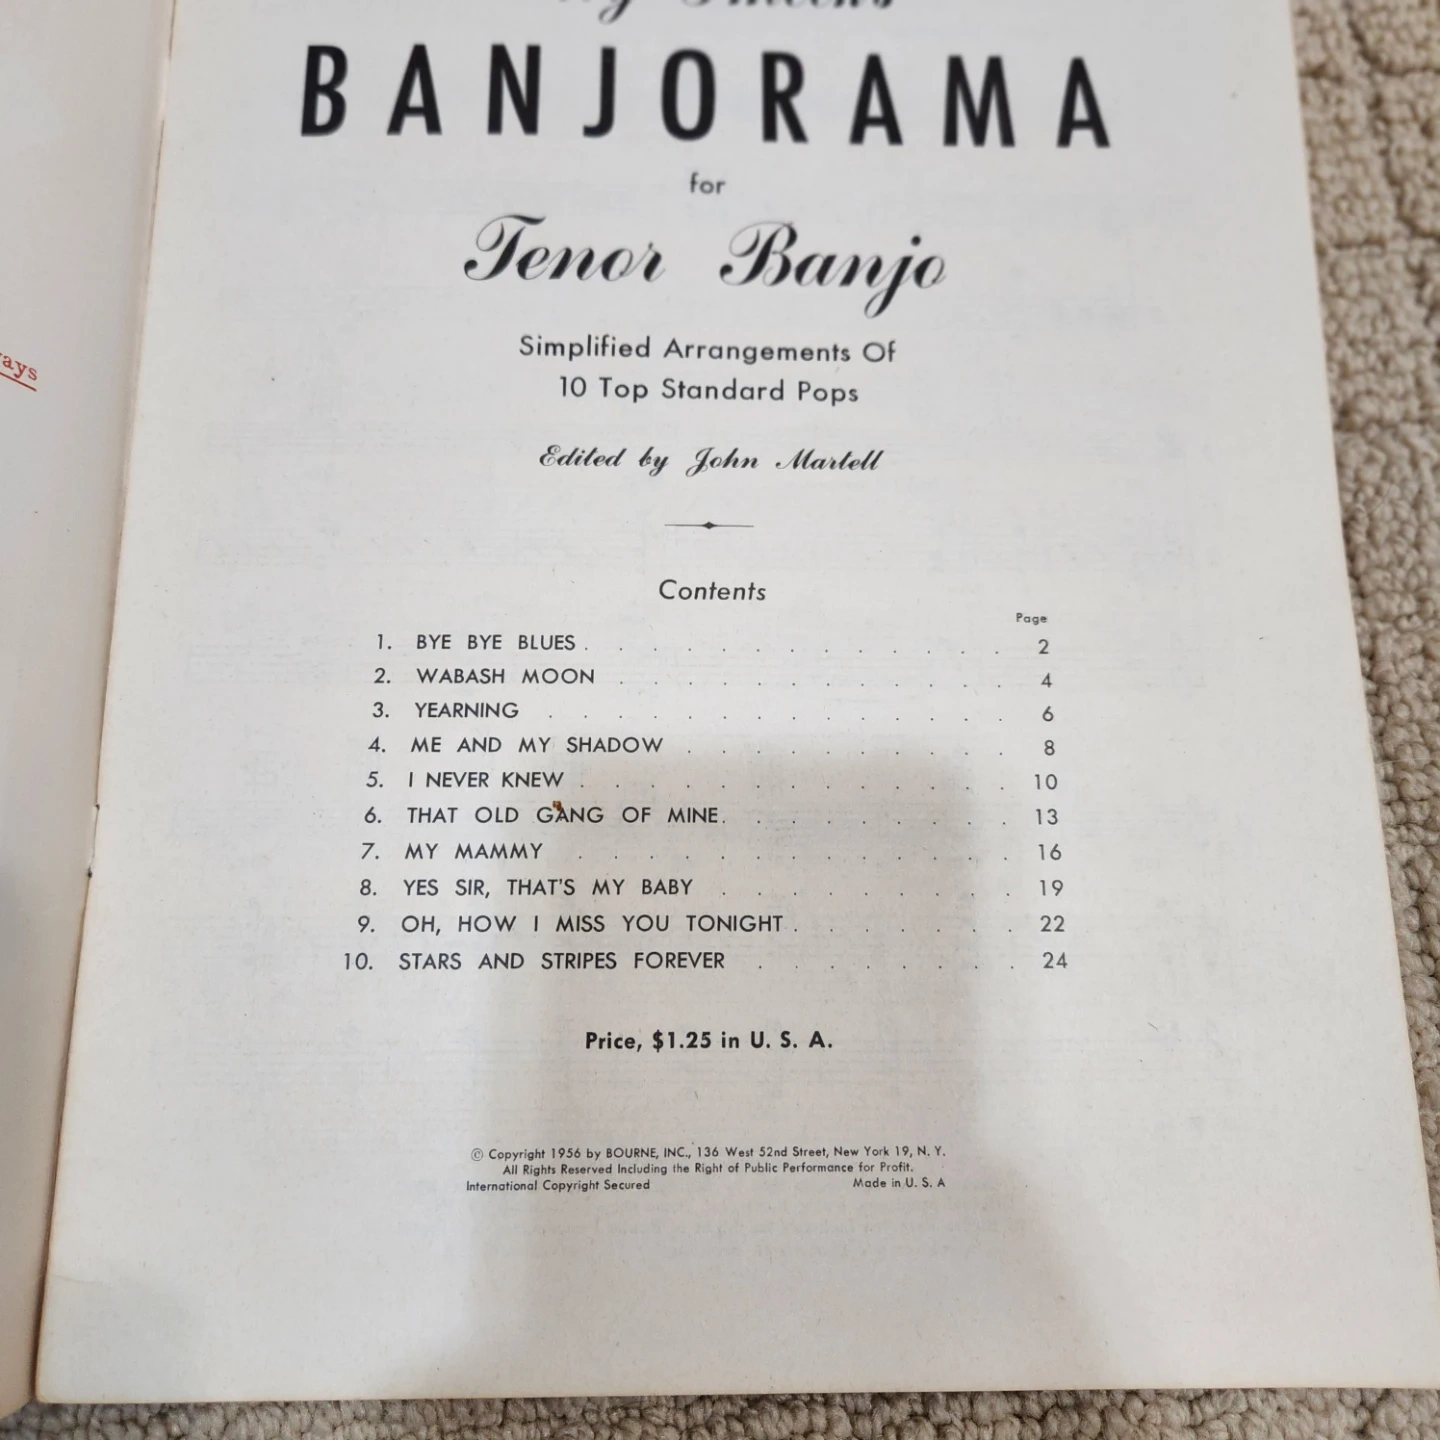 BANJORAMA
for
Tenor Banjo
Simplified Arrangements Of
10 Top Standard Pops
Edited by John Martell
Contents
Page
1. BYE BYE BLUES . . . . . . . . . . . . . 2
2. WABASH MOON . . . . . . . . . . . . 4
3. YEARNING . . . . . . . . . . . . . . 6
4. ME AND MY SHADOW . . . . . . . . . . 8
5. I NEVER KNEW . . . . . . . . . . . . . 10
6. THAT OLD GANG OF MINE. . . . . . . . . 13
7. MY MAMMY . . . . . . . . . . . . . 16
8. YES SIR, THAT'S MY BABY . . . . . . . . . 19
9. OH, HOW I MISS YOU TONIGHT . . . . . . . 22
10. STARS AND STRIPES FOREVER . . . . . . . . 24
Price, $1.25 in U. S. A.
© Copyright 1956 by BOURNE, INC., 136 West 52nd Street, New York 19, N. Y.
All Rights Reserved Including the Right of Public Performance for Profit.
International Copyright Secured Made in U. S. A